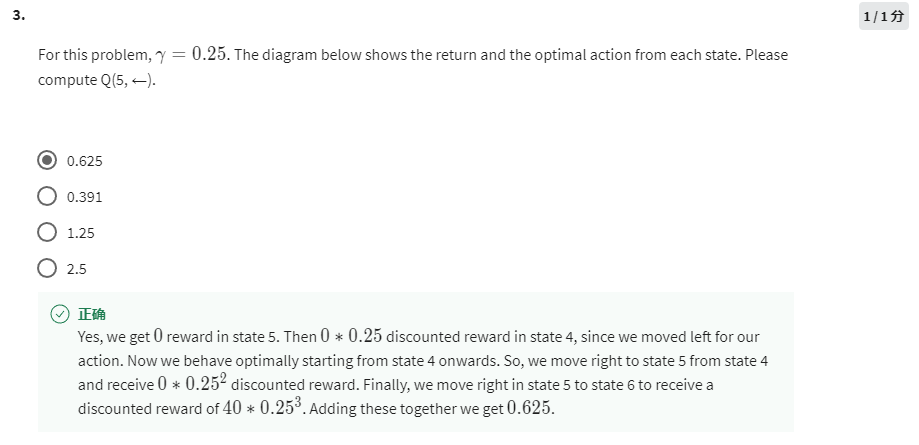 3.
1 / 1 分
For this problem, γ = 0.25. The diagram below shows the return and the optimal action from each state. Please
compute Q(5, ←).
0.625
0.391
1.25
2.5
正确
Yes, we get 0 reward in state 5. Then 0 * 0.25 discounted reward in state 4, since we moved left for our
action. Now we behave optimally starting from state 4 onwards. So, we move right to state 5 from state 4
and receive 0 * 0.25² discounted reward. Finally, we move right in state 5 to state 6 to receive a
discounted reward of 40 * 0.25³. Adding these together we get 0.625.